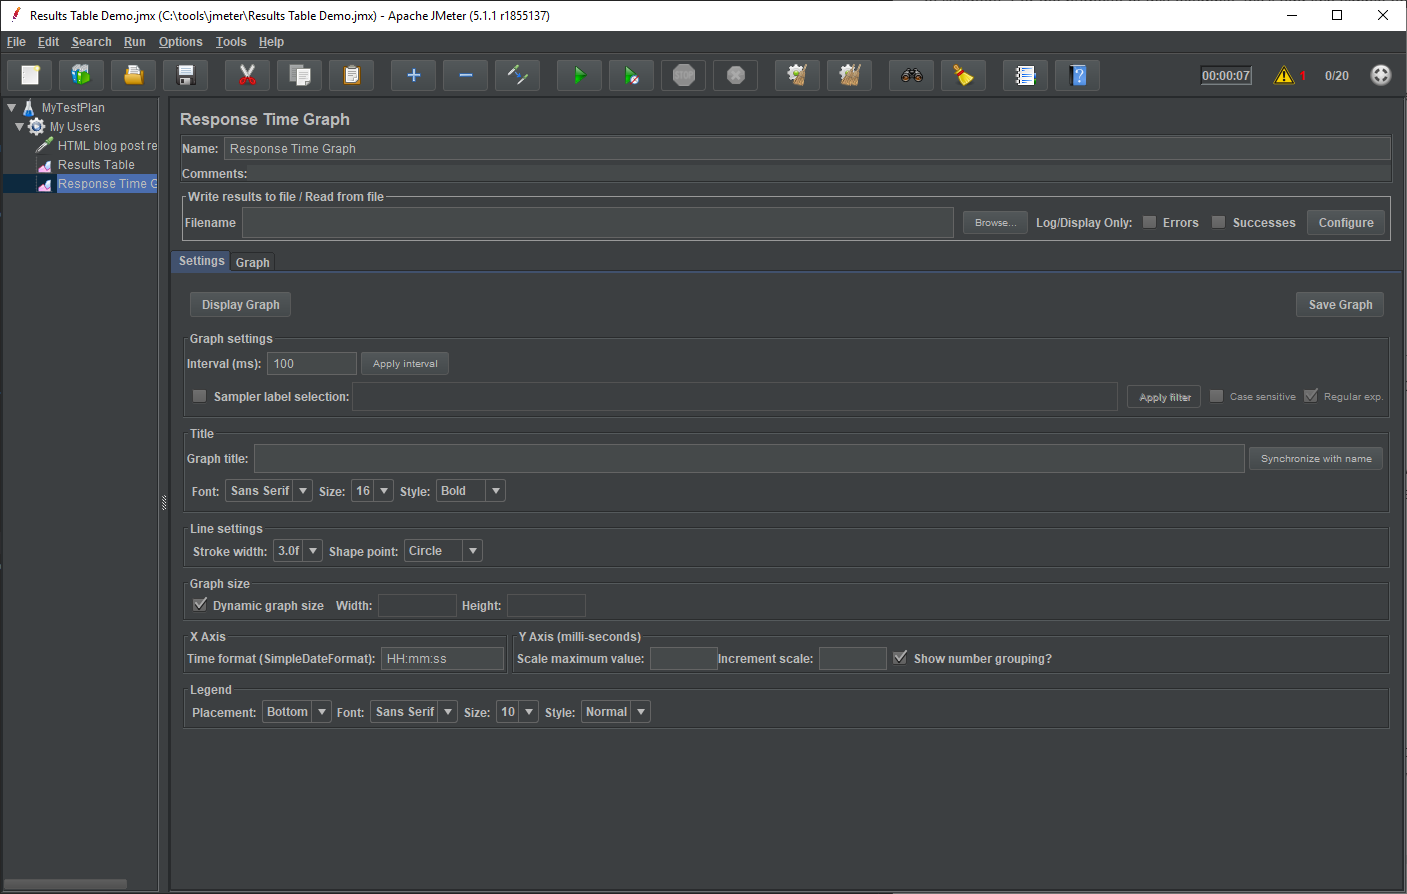 Results Table Demo.jmx (C:\tools\jmeter\Results Table Demo.jmx) - Apache JMeter (5.1.1 r1855137)
File Edit Search Run Options Tools Help
STOP 00:00:07 1 0/20
MyTestPlan
My Users
HTML blog post re
Results Table
Response Time G
Response Time Graph
Name: Response Time Graph
Comments:
Write results to file / Read from file
Filename Browse... Log/Display Only: Errors Successes Configure
Settings Graph
Display Graph Save Graph
Graph settings
Interval (ms): 100 Apply interval
Sampler label selection: Apply filter Case sensitive Regular exp.
Title
Graph title: Synchronize with name
Font: Sans Serif Size: 16 Style: Bold
Line settings
Stroke width: 3.0f Shape point: Circle
Graph size
Dynamic graph size Width: Height:
X Axis Y Axis (milli-seconds)
Time format (SimpleDateFormat): HH:mm:ss Scale maximum value: Increment scale: Show number grouping?
Legend
Placement: Bottom Font: Sans Serif Size: 10 Style: Normal